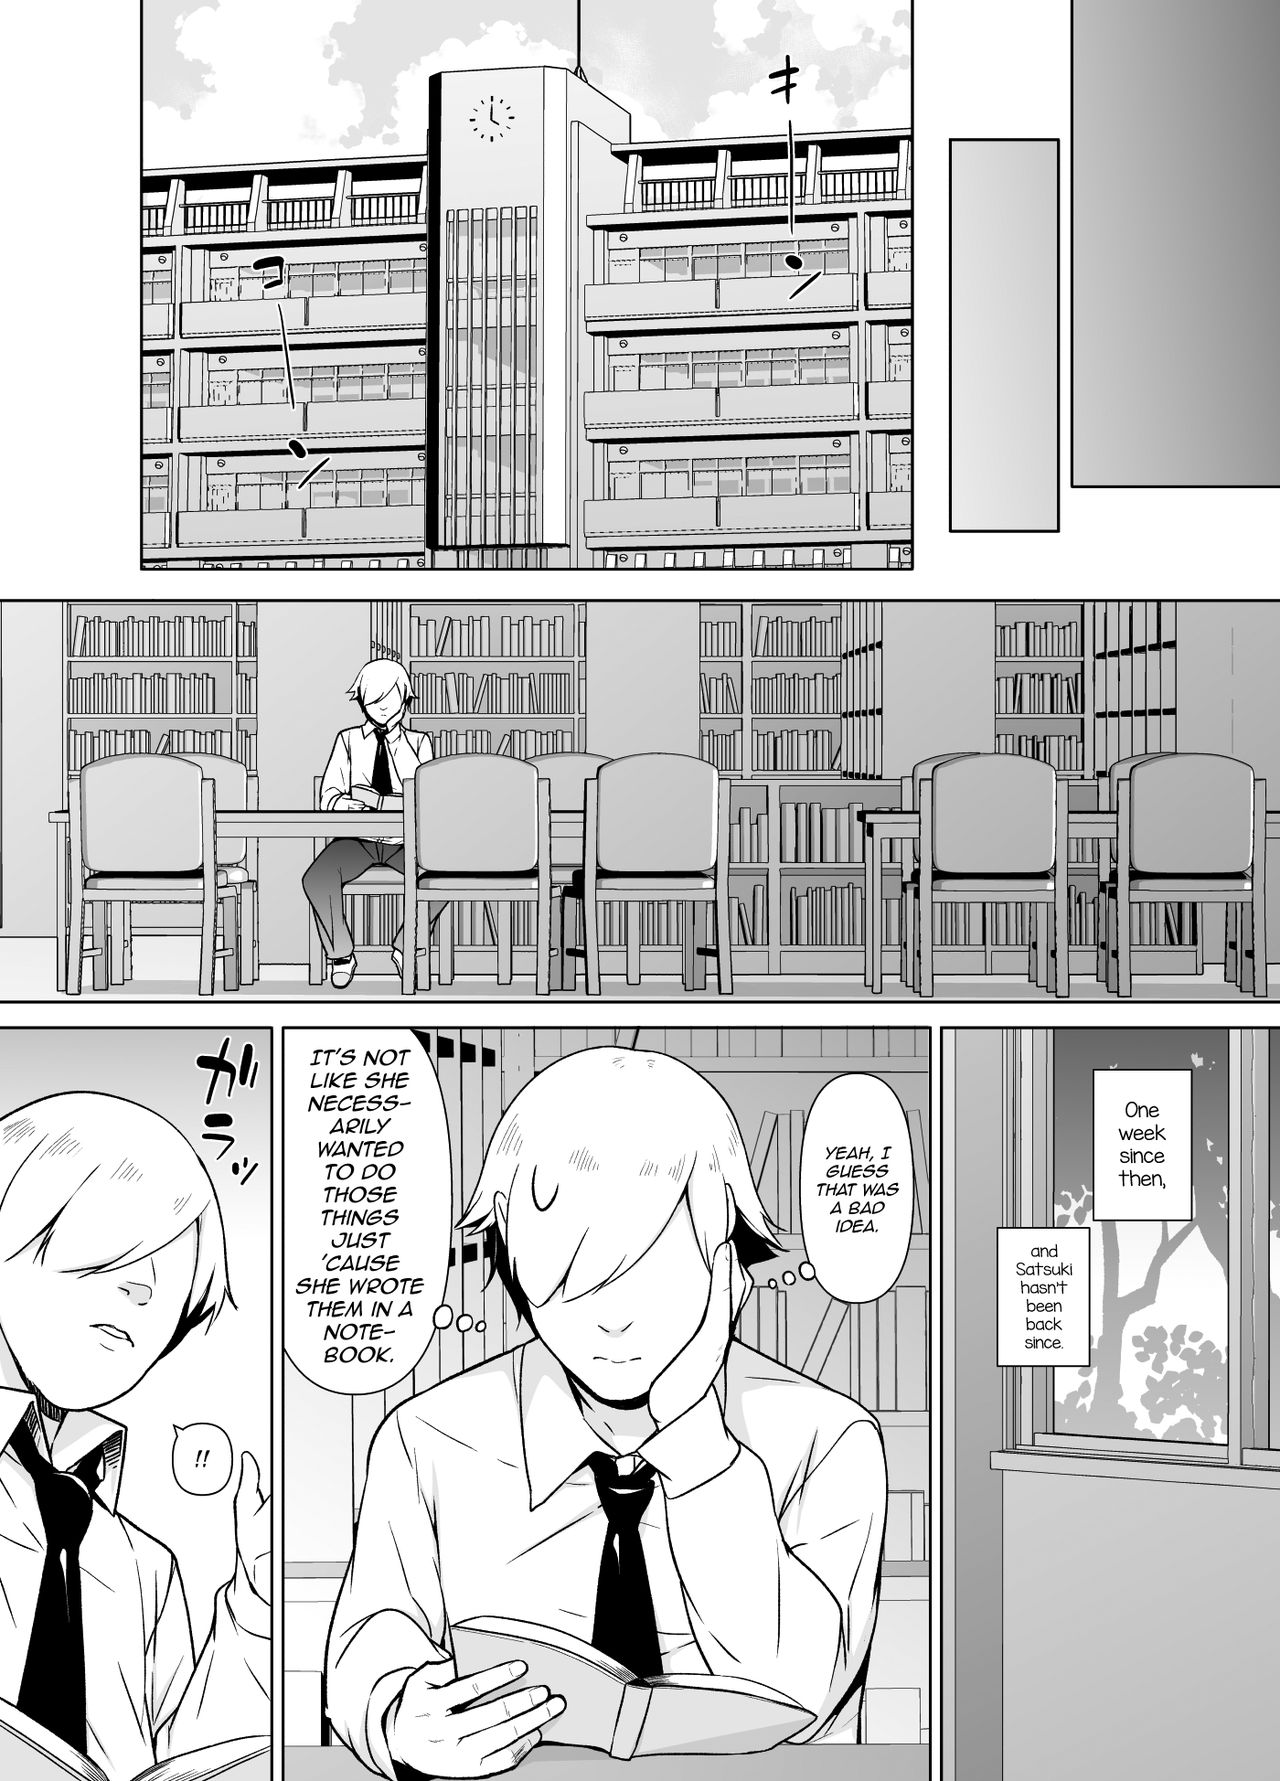 キーン
コーン
One
week
since
then,
and
Satsuki
hasn't
been
back
since.
YEAH, I
GUESS
THAT WAS
A BAD
IDEA.
IT'S NOT
LIKE SHE
NECESS-
ARILY
WANTED
TO DO
THOSE
THINGS
JUST
'CAUSE
SHE WROTE
THEM IN A
NOTE-
BOOK.
ガラッ
!!